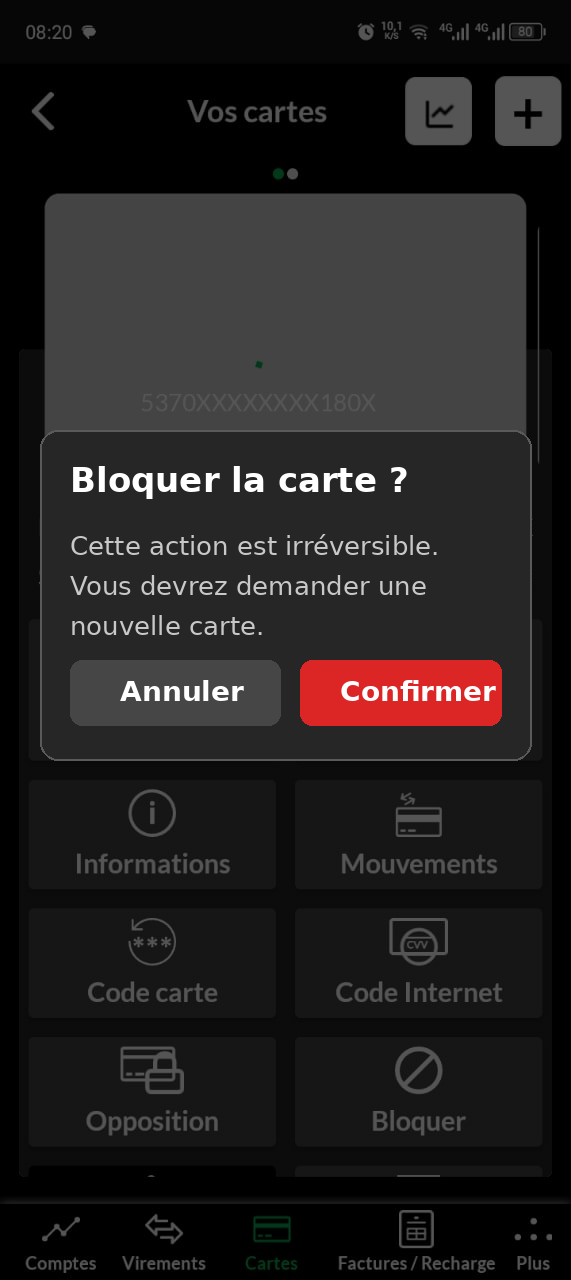 08:20
10,1
K/S
4G
4G
80
Vos cartes
5370XXXXXXXX180X
Bloquer la carte ?
Cette action est irréversible.
Vous devrez demander une
nouvelle carte.
Annuler
Confirmer
Informations
Mouvements
***
CVV
Code carte
Code Internet
Opposition
Bloquer
Comptes
Virements
Cartes
Factures / Recharge
Plus